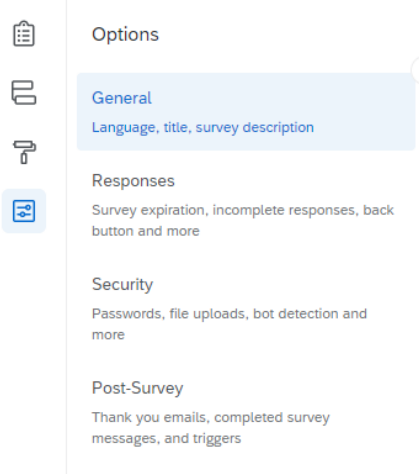 Options
General
Language, title, survey description
Responses
Survey expiration, incomplete responses, back
button and more
Security
Passwords, file uploads, bot detection and
more
Post-Survey
Thank you emails, completed survey
messages, and triggers